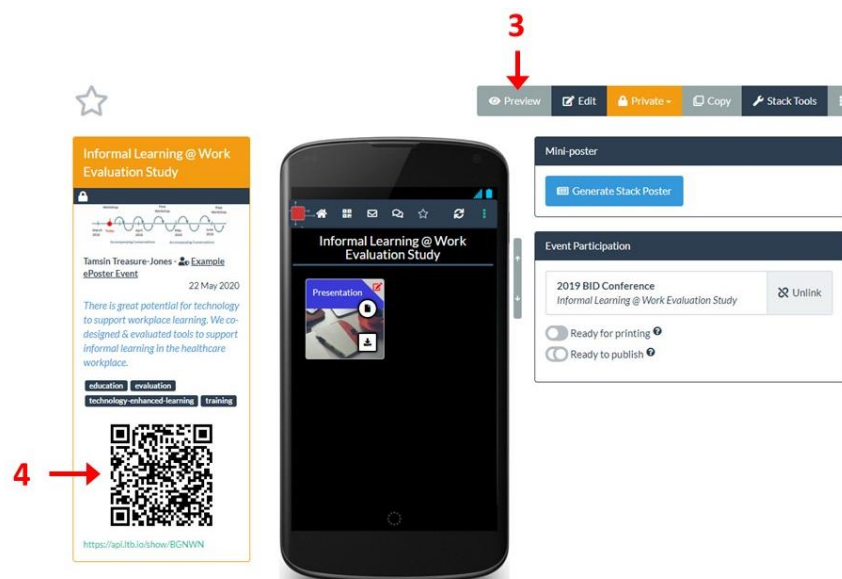 3
Preview
Edit
Private
Copy
Stack Tools
Informal Learning @ Work
Evaluation Study
Tamsin Treasure-Jones - Example
ePoster Event
22 May 2020
There is great potential for technology
to support workplace learning. We co-
designed & evaluated tools to support
informal learning in the healthcare
workplace.
education evaluation
technology-enhanced-learning training
4
https://api.ltb.io/show/BGNWN
Informal Learning @ Work
Evaluation Study
Presentation
Mini-poster
Generate Stack Poster
Event Participation
2019 BID Conference
Informal Learning @ Work Evaluation Study
Unlink
Ready for printing ?
Ready to publish ?